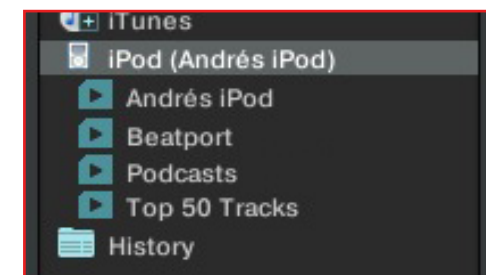 iTunes
iPod (Andrés iPod)
Andrés iPod
Beatport
Podcasts
Top 50 Tracks
History